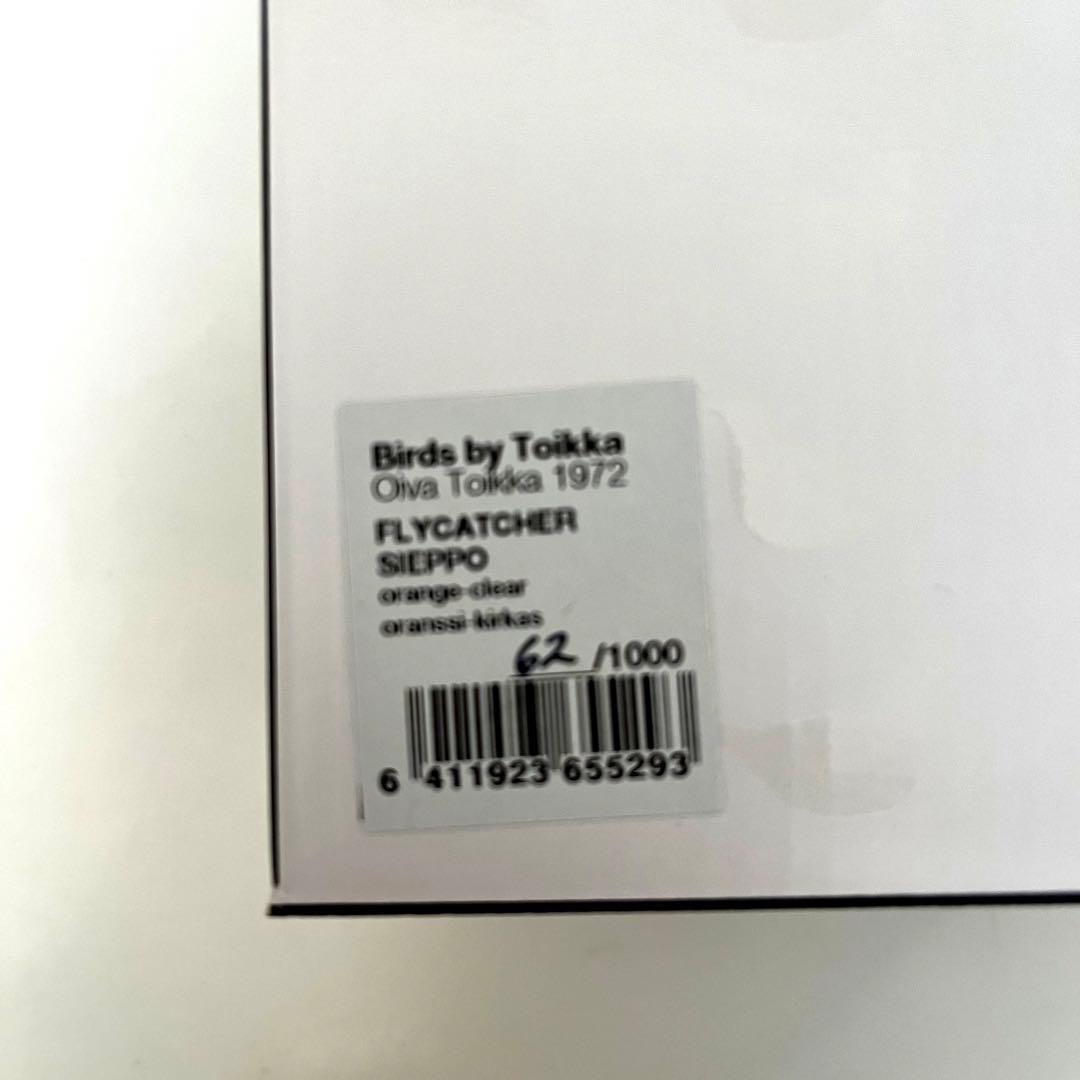 Birds by Toikka
Oiva Toikka 1972
FLYCATCHER
SIEPPO
orange-clear
oranssi-kirkas
62 /1000
6 411923 655293